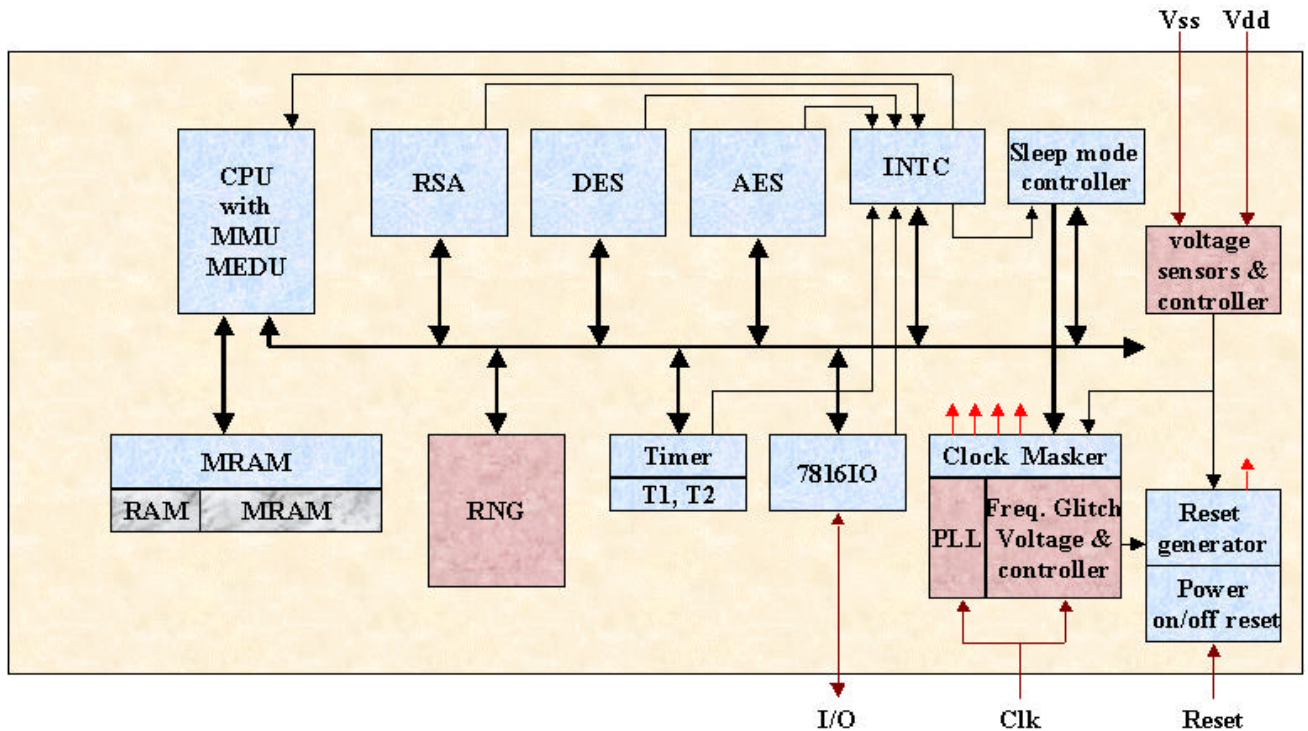 Vss
Vdd
CPU
with
MMU
MEDU
RSA
DES
AES
INTC
Sleep mode
controller
voltage
sensors &
controller
MRAM
RAM
MRAM
RNG
Timer
T1, T2
7816IO
Clock Masker
PLL
Freq. Glitch
Voltage &
controller
Reset
generator
Power
on/off reset
I/O
Clk
Reset